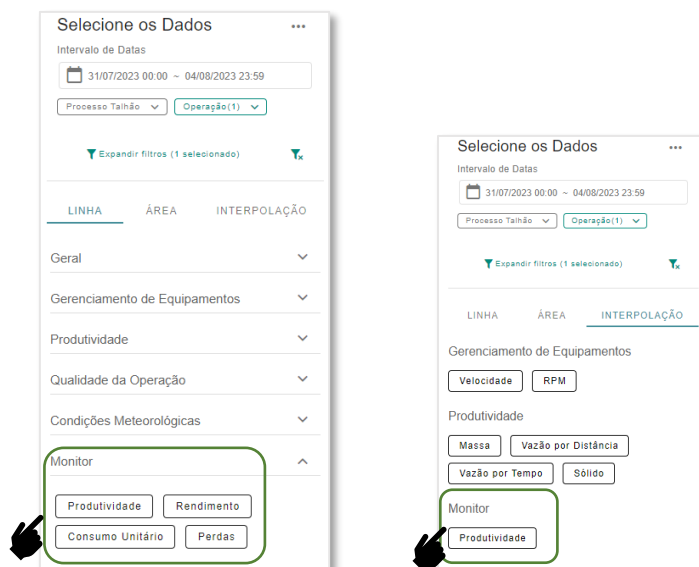 Selecione os Dados
Intervalo de Datas
31/07/2023 00:00 ~ 04/08/2023 23:59
Processo Talhão Operação(1)
Expandir filtros (1 selecionado)
LINHA ÁREA INTERPOLAÇÃO
Geral
Gerenciamento de Equipamentos
Produtividade
Qualidade da Operação
Condições Meteorológicas
Monitor
Produtividade Rendimento
Consumo Unitário Perdas
Selecione os Dados
Intervalo de Datas
31/07/2023 00:00 ~ 04/08/2023 23:59
Processo Talhão Operação(1)
Expandir filtros (1 selecionado)
LINHA ÁREA INTERPOLAÇÃO
Gerenciamento de Equipamentos
Velocidade RPM
Produtividade
Massa Vazão por Distância
Vazão por Tempo Sólido
Monitor
Produtividade